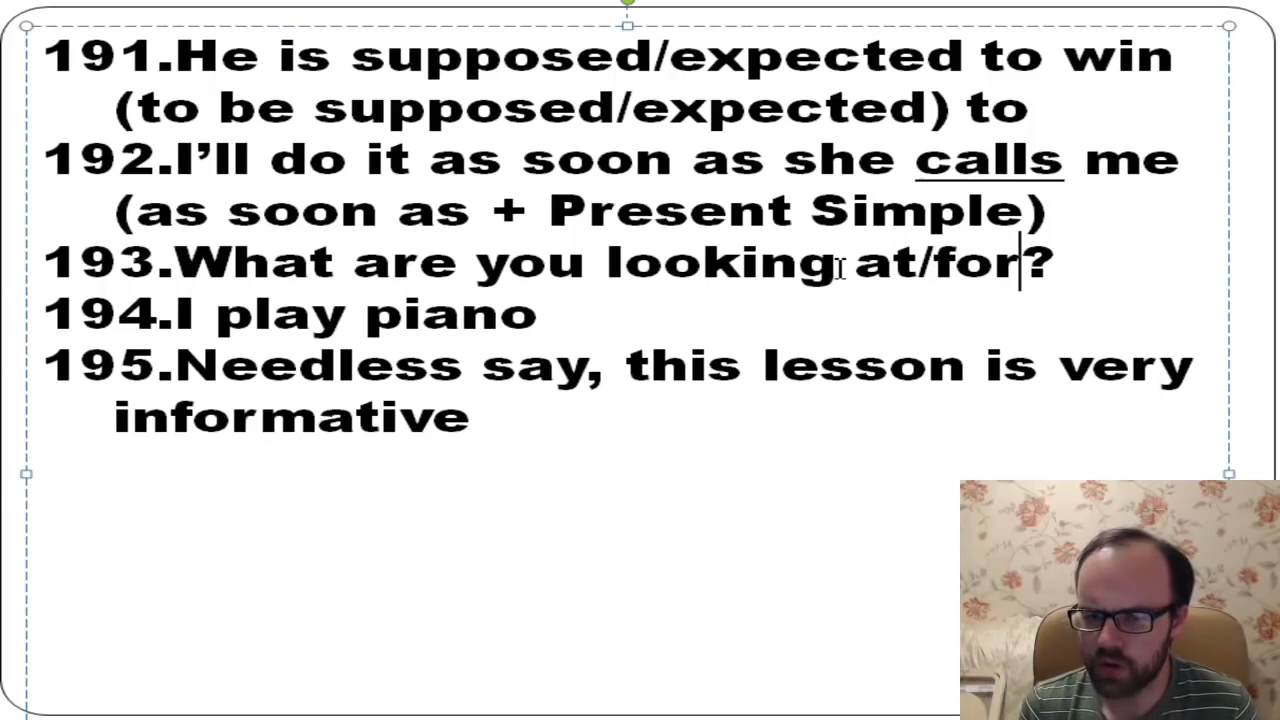 191.He is supposed/expected to win
(to be supposed/expected) to
192.I’ll do it as soon as she calls me
(as soon as + Present Simple)
193.What are you looking at/for?
194.I play piano
195.Needless say, this lesson is very
informative